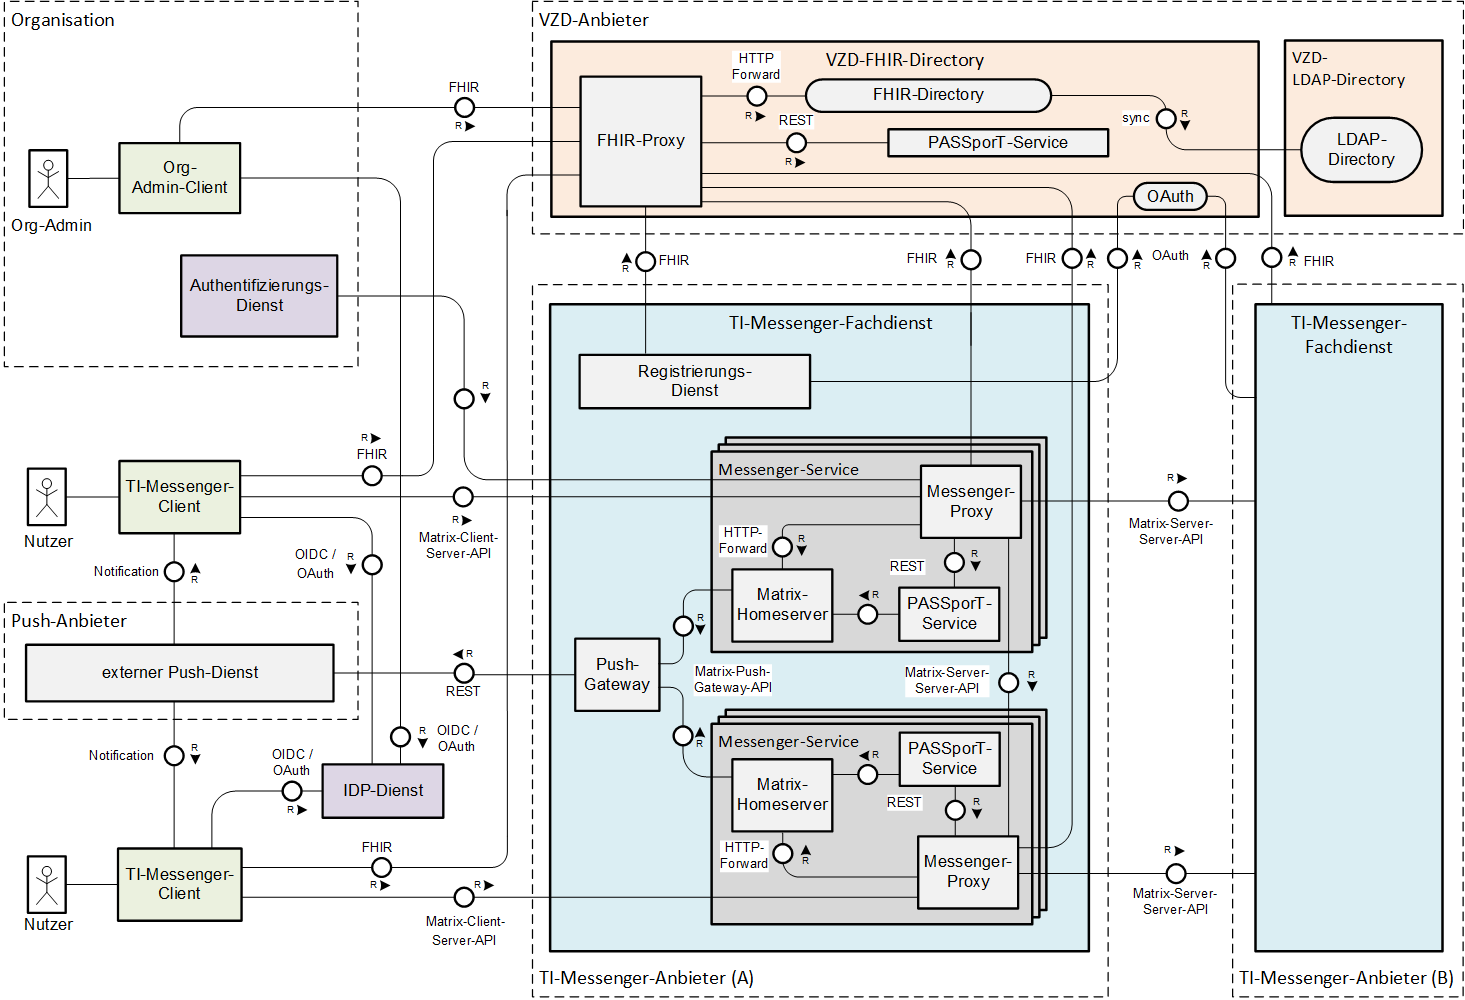 Organisation
VZD-Anbieter
VZD-FHIR-Directory
VZD-
LDAP-Directory
HTTP
Forward
R
FHIR-Directory
FHIR
R
FHIR-Proxy
REST
R
PASSporT-Service
sync
R
LDAP-
Directory
Org-
Admin-Client
Org-Admin
OAuth
Authentifizierungs-
Dienst
R
FHIR
FHIR
R
FHIR
R
R
OAuth
R
R
FHIR
TI-Messenger-Fachdienst
TI-Messenger-
Fachdienst
Registrierungs-
Dienst
R
R
FHIR
TI-Messenger-
Client
Nutzer
R
Matrix-Client-
Server-API
Messenger-Service
Messenger-
Proxy
R
Matrix-Server-
Server-API
HTTP-
Forward
R
REST
R
Notification
R
OIDC /
OAuth
R
Matrix-
Homeserver
R
PASSporT-
Service
Push-Anbieter
externer Push-Dienst
R
REST
Push-
Gateway
R
Matrix-Push-
Gateway-API
Matrix-Server-
Server-API
R
R
Notification
R
OIDC /
OAuth
R
R
OIDC /
OAuth
IDP-Dienst
Messenger-Service
Matrix-
Homeserver
R
PASSporT-
Service
REST
R
HTTP-
Forward
R
Messenger-
Proxy
TI-Messenger-
Client
Nutzer
FHIR
R
R
Matrix-Client-
Server-API
R
Matrix-Server-
Server-API
TI-Messenger-Anbieter (A)
TI-Messenger-Anbieter (B)